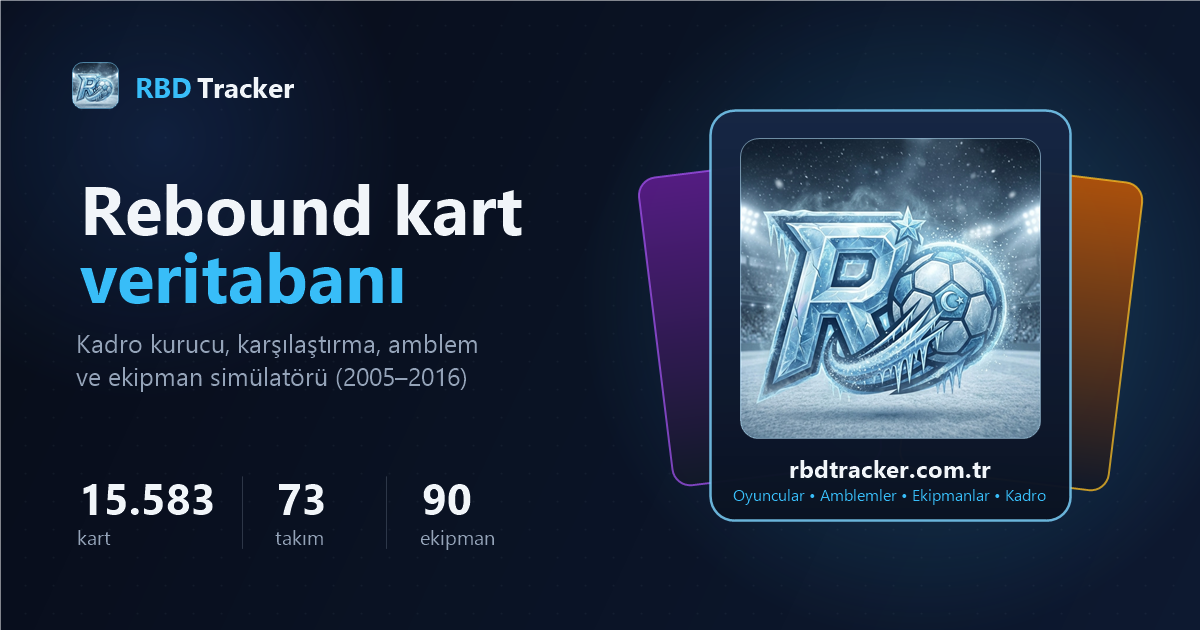 RBD Tracker
Rebound kart
veritabanı
Kadro kurucu, karşılaştırma, amblem
ve ekipman simülatörü (2005–2016)
15.583
kart
73
takım
90
ekipman
R
rbdtracker.com.tr
Oyuncular • Amblemler • Ekipmanlar • Kadro